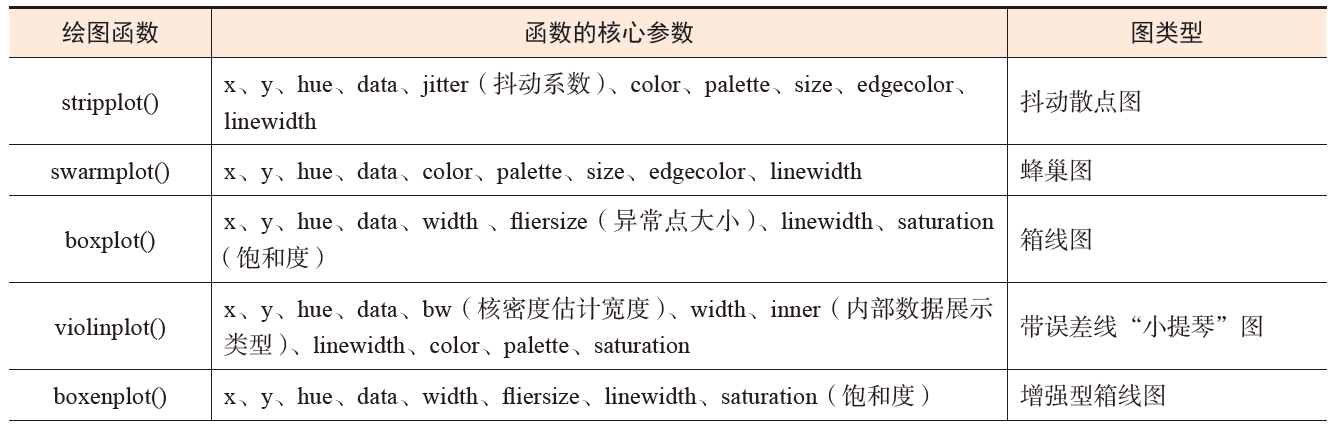 绘图函数 函数的核心参数 图类型
stripplot() x、y、hue、data、jitter（抖动系数）、color、palette、size、edgecolor、
linewidth
抖动散点图
swarmplot() x、y、hue、data、color、palette、size、edgecolor、linewidth 蜂巢图
boxplot() x、y、hue、data、width 、fliersize（异常点大小）、linewidth、saturation
（饱和度）
箱线图
violinplot() x、y、hue、data、bw（核密度估计宽度）、width、inner（内部数据展示
类型）、linewidth、color、palette、saturation
带误差线“小提琴”图
boxenplot() x、y、hue、data、width、fliersize、linewidth、saturation（饱和度） 增强型箱线图